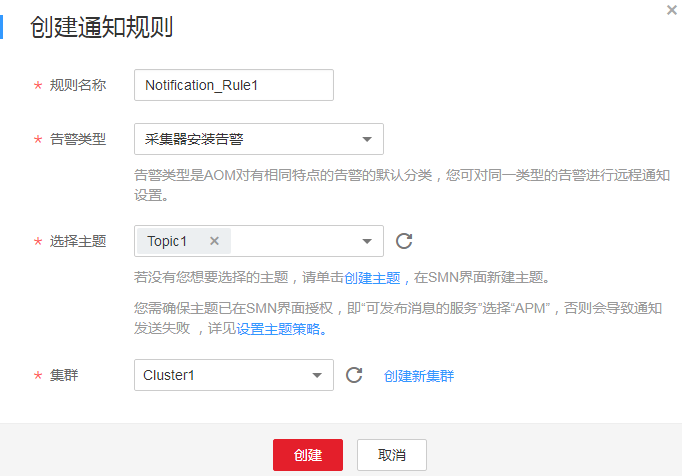 创建通知规则
* 规则名称 Notification_Rule1
* 告警类型 采集器安装告警
告警类型是AOM对有相同特点的告警的默认分类，您可对同一类型的告警进行远程通知
设置。
* 选择主题 Topic1 ×
若没有您想要选择的主题，请单击创建主题，在SMN界面新建主题。
您需确保主题已在SMN界面授权，即“可发布消息的服务”选择“APM”，否则会导致通知
发送失败 ，详见设置主题策略。
* 集群 Cluster1 创建新集群
创建 取消